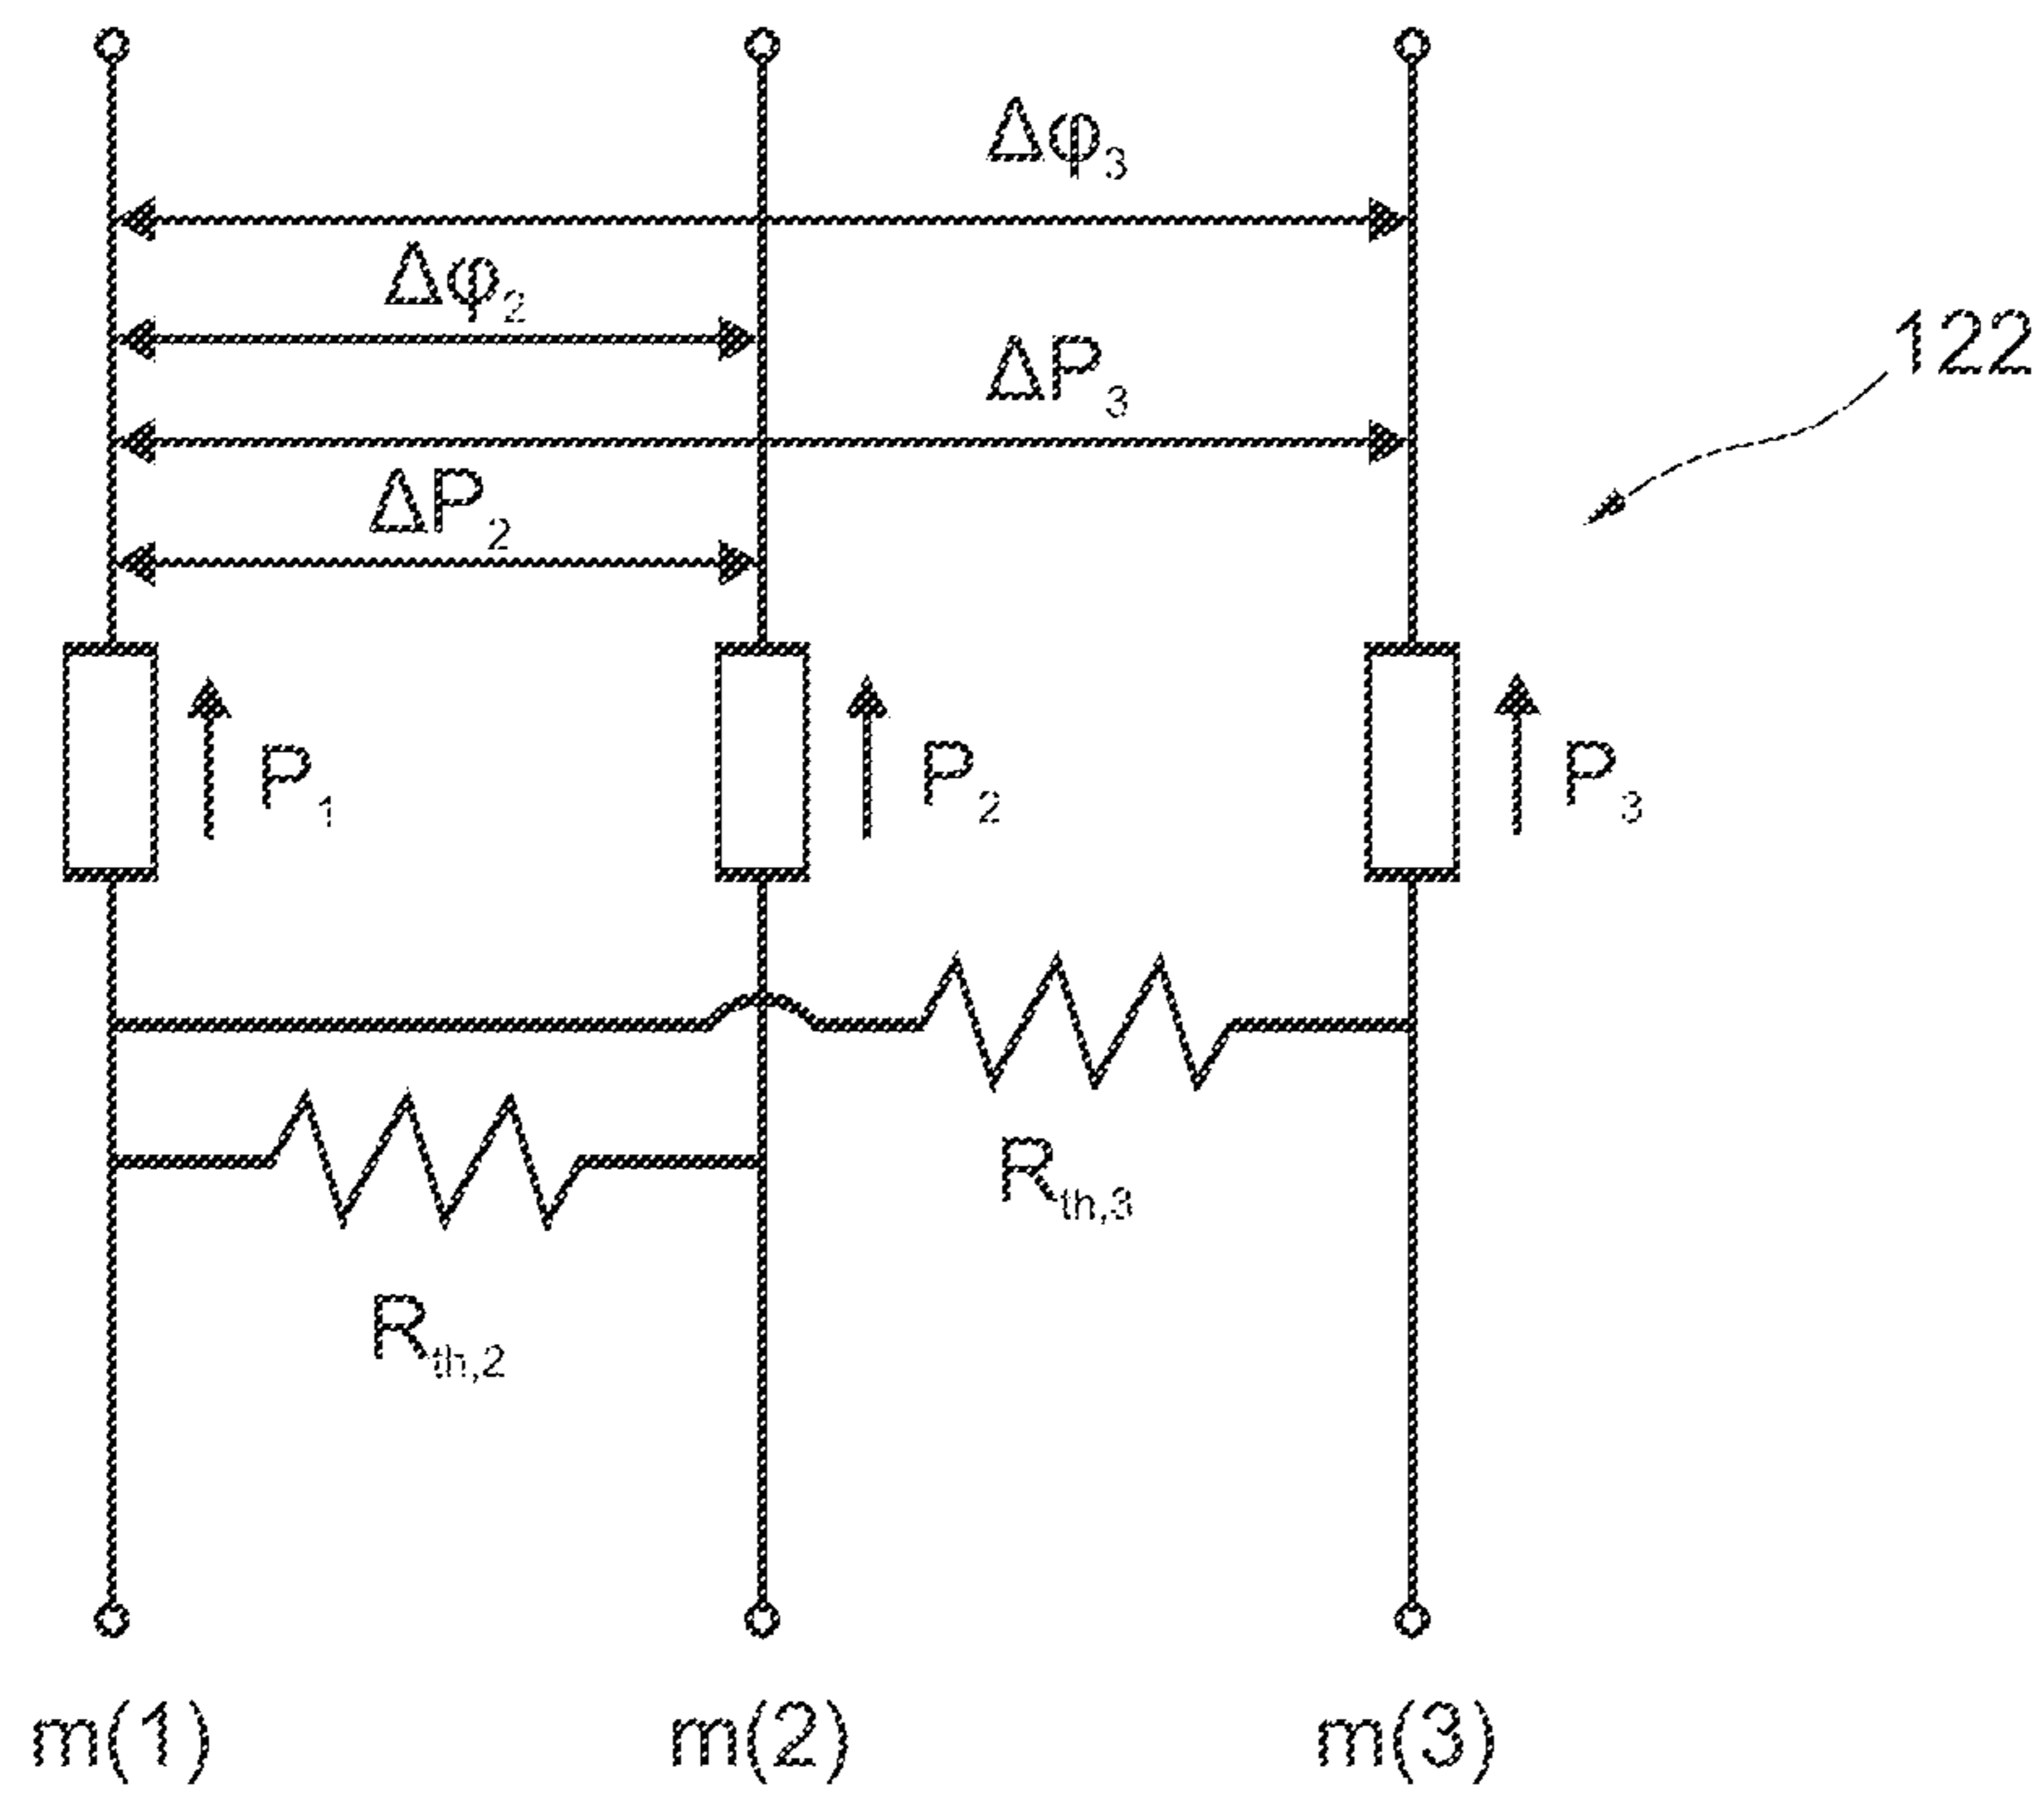 Δφ₃
Δφ₂
122
ΔP₃
ΔP₂
P₁
P₂
P₃
Rth,3
Rth,2
m(1) m(2) m(3)